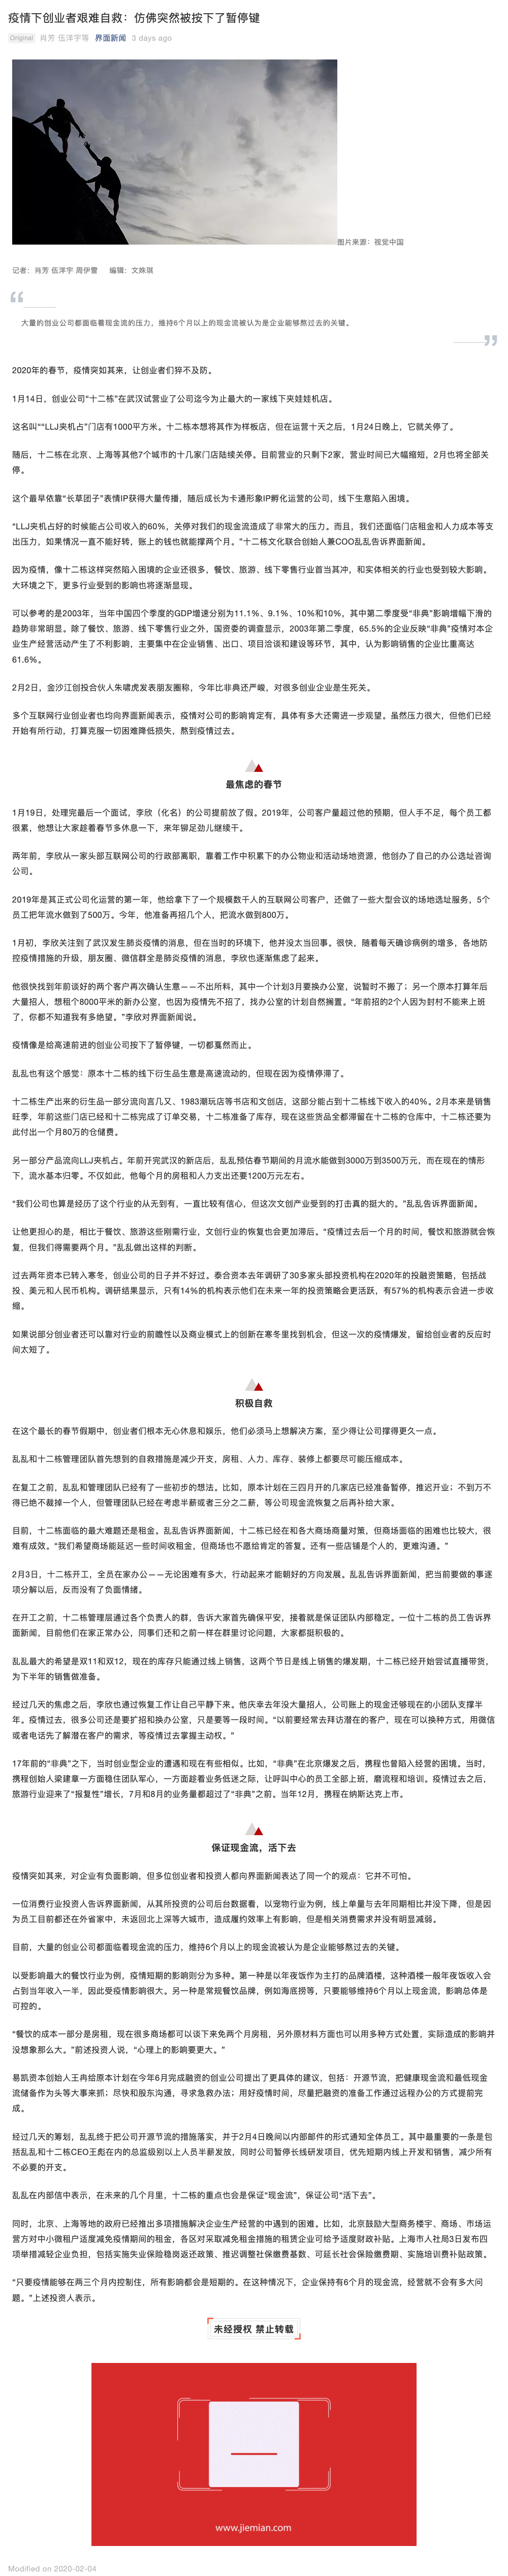 疫情下创业者艰难自救：仿佛突然被按下了暂停键
Original 肖芳 伍洋宇等 界面新闻 3 days ago
图片来源：视觉中国
记者：肖芳 伍洋宇 周伊雪 编辑：文姝琪
“
大量的创业公司都面临着现金流的压力，维持6个月以上的现金流被认为是企业能够熬过去的关键。
”
2020年的春节，疫情突如其来，让创业者们猝不及防。
1月14日，创业公司“十二栋”在武汉试营业了公司迄今为止最大的一家线下夹娃娃机店。
这名叫““LLJ夹机占”门店有1000平方米。十二栋本想将其作为样板店，但在运营十天之后，1月24日晚上，它就关停了。
随后，十二栋在北京、上海等其他7个城市的十几家门店陆续关停。目前营业的只剩下2家，营业时间已大幅缩短，2月也将全部关
停。
这个最早依靠“长草团子”表情IP获得大量传播，随后成长为卡通形象IP孵化运营的公司，线下生意陷入困境。
“LLJ夹机占好的时候能占公司收入的60%，关停对我们的现金流造成了非常大的压力。而且，我们还面临门店租金和人力成本等支
出压力，如果情况一直不能好转，账上的钱也就能撑两个月。”十二栋文化联合创始人兼COO乱乱告诉界面新闻。
因为疫情，像十二栋这样突然陷入困境的企业还很多，餐饮、旅游、线下零售行业首当其冲，和实体相关的行业也受到较大影响。
大环境之下，更多行业受到的影响也将逐渐显现。
可以参考的是2003年，当年中国四个季度的GDP增速分别为11.1%、9.1%、10%和10%，其中第二季度受“非典”影响增幅下滑的
趋势非常明显。除了餐饮、旅游、线下零售行业之外，国资委的调查显示，2003年第二季度，65.5%的企业反映“非典”疫情对本企
业生产经营活动产生了不利影响，主要集中在企业销售、出口、项目洽谈和建设等环节，其中，认为影响销售的企业比重高达
61.6%。
2月2日，金沙江创投合伙人朱啸虎发表朋友圈称，今年比非典还严峻，对很多创业企业是生死关。
多个互联网行业创业者也均向界面新闻表示，疫情对公司的影响肯定有，具体有多大还需进一步观望。虽然压力很大，但他们已经
开始有所行动，打算克服一切困难降低损失，熬到疫情过去。
最焦虑的春节
1月19日，处理完最后一个面试，李欣（化名）的公司提前放了假。2019年，公司客户量超过他的预期，但人手不足，每个员工都
很累，他想让大家趁着春节多休息一下，来年铆足劲儿继续干。
两年前，李欣从一家头部互联网公司的行政部离职，靠着工作中积累下的办公物业和活动场地资源，他创办了自己的办公选址咨询
公司。
2019年是其正式公司化运营的第一年，他给拿下了一个规模数千人的互联网公司客户，还做了一些大型会议的场地选址服务，5个
员工把年流水做到了500万。今年，他准备再招几个人，把流水做到800万。
1月初，李欣关注到了武汉发生肺炎疫情的消息，但在当时的环境下，他并没太当回事。很快，随着每天确诊病例的增多，各地防
控疫情措施的升级，朋友圈、微信群全是肺炎疫情的消息，李欣也逐渐焦虑了起来。
他很快找到年前谈好的两个客户再次确认生意——不出所料，其中一个计划3月要换办公室，说暂时不搬了；另一个原本打算年后
大量招人，想租个8000平米的新办公室，也因为疫情先不招了，找办公室的计划自然搁置。“年前招的2个人因为封村不能来上班
了，你都不知道我有多绝望。”李欣对界面新闻说。
疫情像是给高速前进的创业公司按下了暂停键，一切都戛然而止。
乱乱也有这个感觉：原本十二栋的线下衍生品生意是高速流动的，但现在因为疫情停滞了。
十二栋生产出来的衍生品一部分流向言几又、1983潮玩店等书店和文创店，这部分能占到十二栋线下收入的40%。2月本来是销售
旺季，年前这些门店已经和十二栋完成了订单交易，十二栋准备了库存，现在这些货品全都滞留在十二栋的仓库中，十二栋还要为
此付出一个月80万的仓储费。
另一部分产品流向LLJ夹机占。年前开完武汉的新店后，乱乱预估春节期间的月流水能做到3000万到3500万元，而在现在的情形
下，流水基本归零。不仅如此，他每个月的房租和人力支出还要1200万元左右。
“我们公司也算是经历了这个行业的从无到有，一直比较有信心，但这次文创产业受到的打击真的挺大的。”乱乱告诉界面新闻。
让他更担心的是，相比于餐饮、旅游这些刚需行业，文创行业的恢复也会更加滞后。“疫情过去后一个月的时间，餐饮和旅游就会恢
复，但我们得需要两个月。”乱乱做出这样的判断。
过去两年资本已转入寒冬，创业公司的日子并不好过。泰合资本去年调研了30多家头部投资机构在2020年的投融资策略，包括战
投、美元和人民币机构。调研结果显示，只有14%的机构表示他们在未来一年的投资策略会更活跃，有57%的机构表示会进一步收
缩。
如果说部分创业者还可以靠对行业的前瞻性以及商业模式上的创新在寒冬里找到机会，但这一次的疫情爆发，留给创业者的反应时
间太短了。
积极自救
在这个最长的春节假期中，创业者们根本无心休息和娱乐，他们必须马上想解决方案，至少得让公司撑得更久一点。
乱乱和十二栋管理团队首先想到的自救措施是减少开支，房租、人力、库存、装修上都要尽可能压缩成本。
在复工之前，乱乱和管理团队已经有了一些初步的想法。比如，原本计划在三四月开的几家店已经准备暂停，推迟开业；不到万不
得已绝不裁掉一个人，但管理团队已经在考虑半薪或者三分之二薪，等公司现金流恢复之后再补给大家。
目前，十二栋面临的最大难题还是租金。乱乱告诉界面新闻，十二栋已经在和各大商场商量对策，但商场面临的困难也比较大，很
难有成效。“我们希望商场能延迟一些时间收租金，但商场也不愿给肯定的答复。还有一些店铺是个人的，更难沟通。”
2月3日，十二栋开工，全员在家办公——无论困难有多大，行动起来才能朝好的方向发展。乱乱告诉界面新闻，把当前要做的事逐
项分解以后，反而没有了负面情绪。
在开工之前，十二栋管理层通过各个负责人的群，告诉大家首先确保平安，接着就是保证团队内部稳定。一位十二栋的员工告诉界
面新闻，目前他们在家正常办公，同事们还和之前一样在群里讨论问题，大家都挺积极的。
乱乱最大的希望是双11和双12，现在的库存只能通过线上销售，这两个节日是线上销售的爆发期，十二栋已经开始尝试直播带货，
为下半年的销售做准备。
经过几天的焦虑之后，李欣也通过恢复工作让自己平静下来。他庆幸去年没大量招人，公司账上的现金还够现在的小团队支撑半
年。疫情过去，很多公司还是要扩招和换办公室，只是要等一段时间。“以前要经常去拜访潜在的客户，现在可以换种方式，用微信
或者电话先了解潜在客户的需求，等疫情过去掌握主动权。”
17年前的“非典”之下，当时创业型企业的遭遇和现在有些相似。比如，“非典”在北京爆发之后，携程也曾陷入经营的困境。当时，
携程创始人梁建章一方面稳住团队军心，一方面趁着业务低迷之际，让呼叫中心的员工全部上班，磨流程和培训。疫情过去之后，
旅游行业迎来了“报复性”增长，7月和8月的业务量都超过了“非典”之前。当年12月，携程在纳斯达克上市。
保证现金流，活下去
疫情突如其来，对企业有负面影响，但多位创业者和投资人都向界面新闻表达了同一个的观点：它并不可怕。
一位消费行业投资人告诉界面新闻，从其所投资的公司后台数据看，以宠物行业为例，线上单量与去年同期相比并没下降，但是因
为员工目前都还在外省家中，未返回北上深等大城市，造成履约效率上有影响，但是相关消费需求并没有明显减弱。
目前，大量的创业公司都面临着现金流的压力，维持6个月以上的现金流被认为是企业能够熬过去的关键。
以受影响最大的餐饮行业为例，疫情短期的影响则分为多种。第一种是以年夜饭作为主打的品牌酒楼，这种酒楼一般年夜饭收入会
占到当年收入一半，因此受疫情影响很大。另一种是常规餐饮品牌，例如海底捞等，只要能够维持6个月以上现金流，影响总体是
可控的。
“餐饮的成本一部分是房租，现在很多商场都可以谈下来免两个月房租，另外原材料方面也可以用多种方式处置，实际造成的影响并
没想象那么大。”前述投资人说，“心理上的影响要更大。”
易凯资本创始人王冉给原本计划在今年6月完成融资的创业公司提出了更具体的建议，包括：开源节流，把健康现金流和最低现金
流储备作为头等大事来抓；尽快和股东沟通，寻求急救办法；用好疫情时间，尽量把融资的准备工作通过远程办公的方式提前完
成。
经过几天的筹划，乱乱终于把公司开源节流的措施落实，并于2月4日晚间以内部邮件的形式通知全体员工。其中最重要的一条是包
括乱乱和十二栋CEO王彪在内的总监级别以上人员半薪发放，同时公司暂停长线研发项目，优先短期内线上开发和销售，减少所有
不必要的开支。
乱乱在内部信中表示，在未来的几个月里，十二栋的重点也会是保证“现金流”，保证公司“活下去”。
同时，北京、上海等地的政府已经推出多项措施解决企业生产经营的中遇到的困难。比如，北京鼓励大型商务楼宇、商场、市场运
营方对中小微租户适度减免疫情期间的租金，各区对采取减免租金措施的租赁企业可给予适度财政补贴。上海市人社局3日发布四
项举措减轻企业负担，包括实施失业保险稳岗返还政策、推迟调整社保缴费基数、可延长社会保险缴费期、实施培训费补贴政策。
“只要疫情能够在两三个月内控制住，所有影响都会是短期的。在这种情况下，企业保持有6个月的现金流，经营就不会有多大问
题。”上述投资人表示。
未经授权 禁止转载
www.jiemian.com
Modified on 2020-02-04